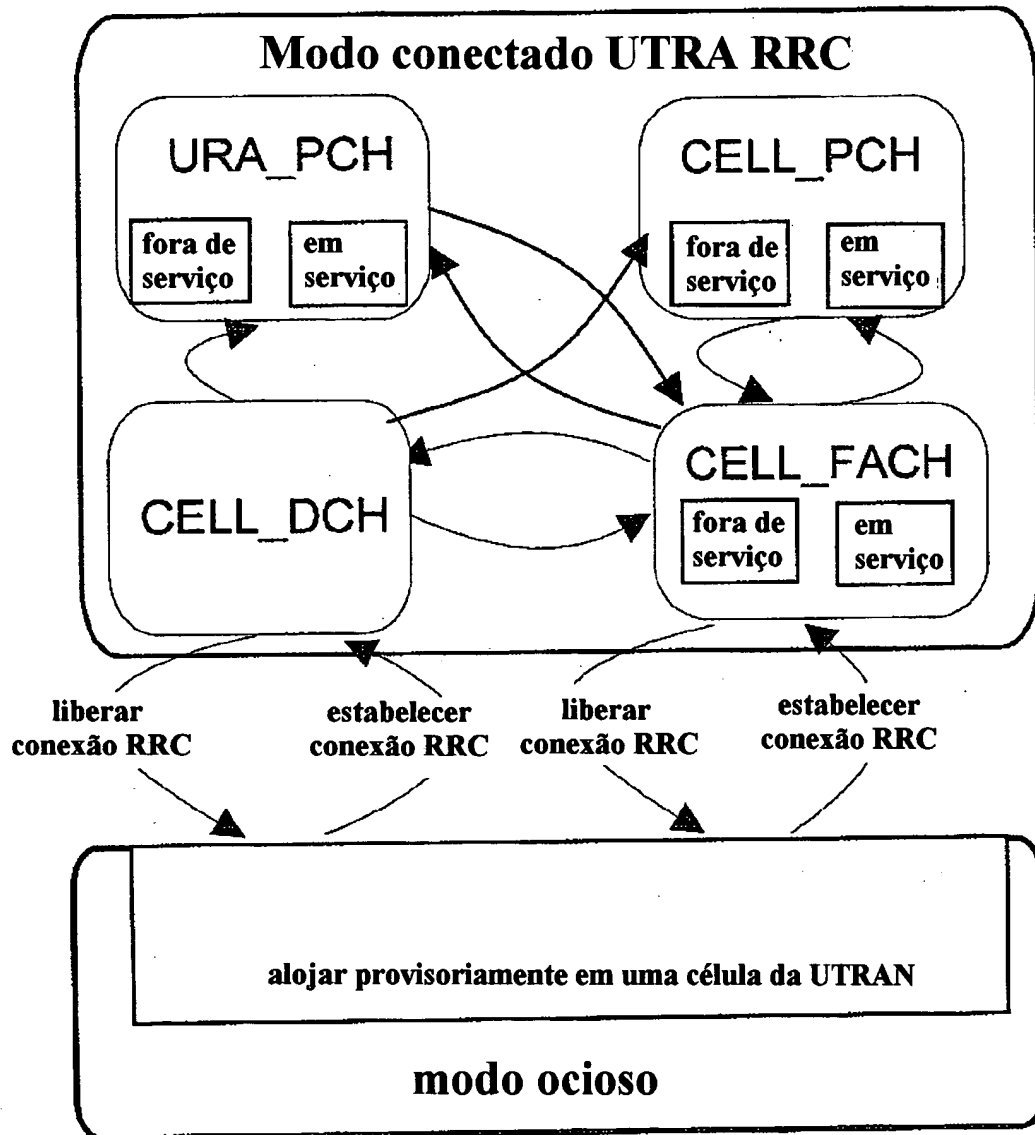 Modo conectado UTRA RRC
URA_PCH
fora de
serviço
em
serviço
CELL_PCH
fora de
serviço
em
serviço
CELL_DCH
CELL_FACH
fora de
serviço
em
serviço
liberar
conexão RRC
estabelecer
conexão RRC
liberar
conexão RRC
estabelecer
conexão RRC
alojar provisoriamente em uma célula da UTRAN
modo ocioso